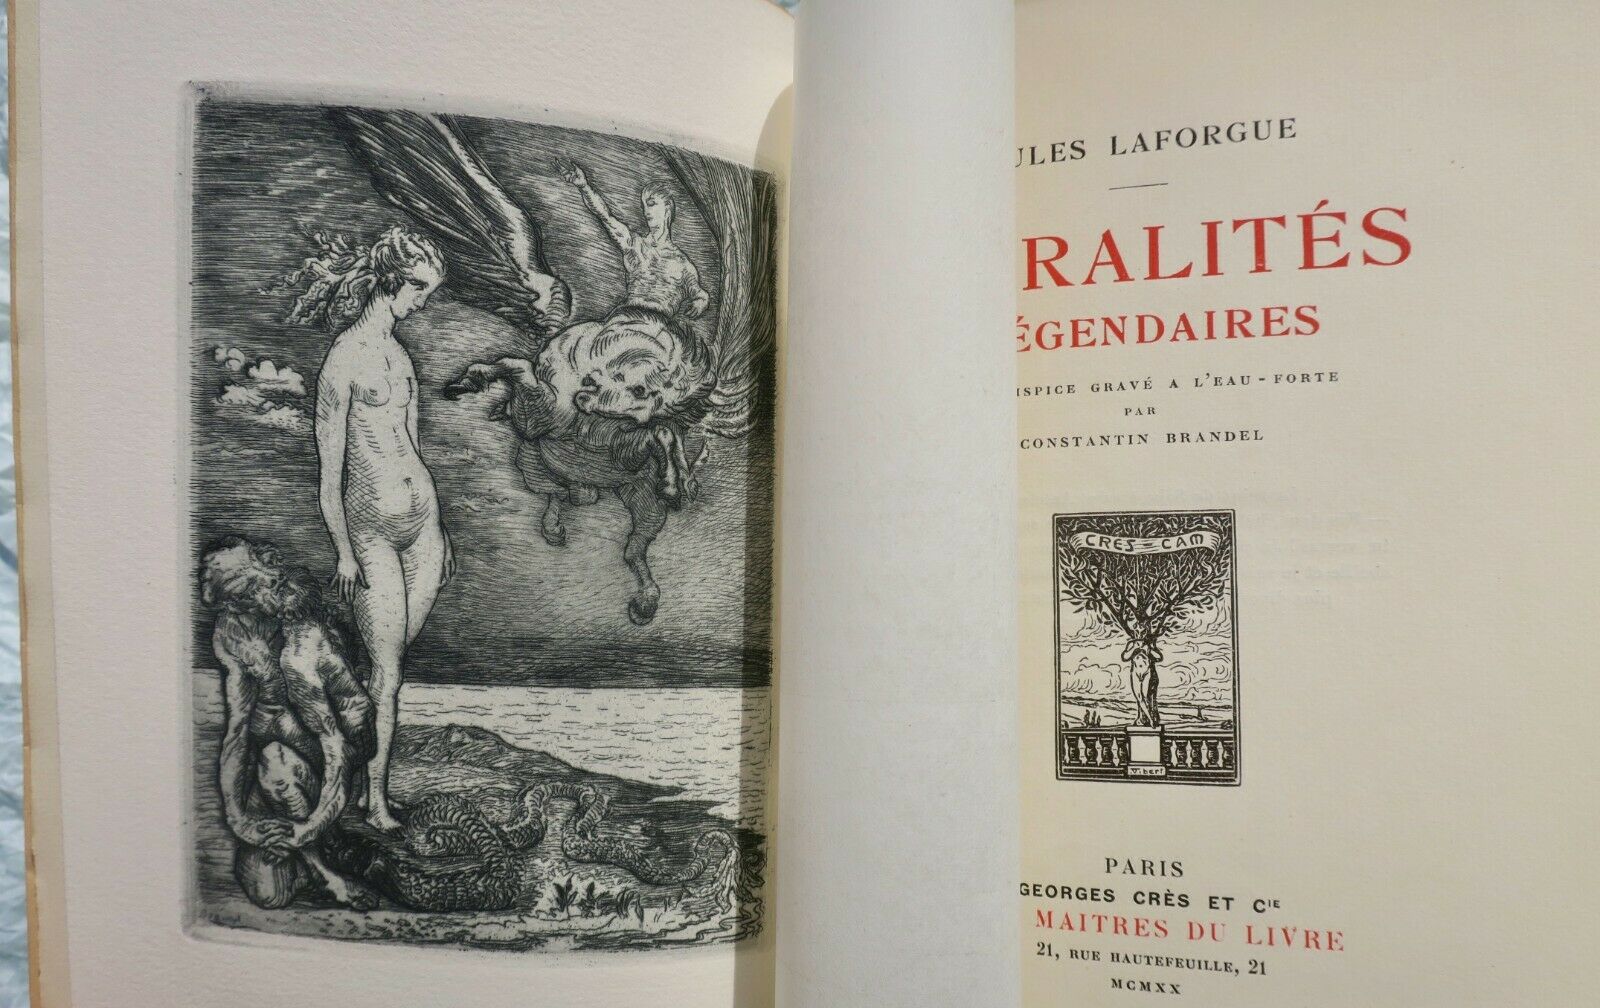 ULES LAFORGUE
RALITÉS
ÉGENDAIRES
ISPICE GRAVÉ A L'EAU-FORTE
PAR
CONSTANTIN BRANDEL
CRES-CAM
PARIS
GEORGES CRÈS ET CIE
MAITRES DU LIVRE
21, RUE HAUTEFEUILLE, 21
MCMXX